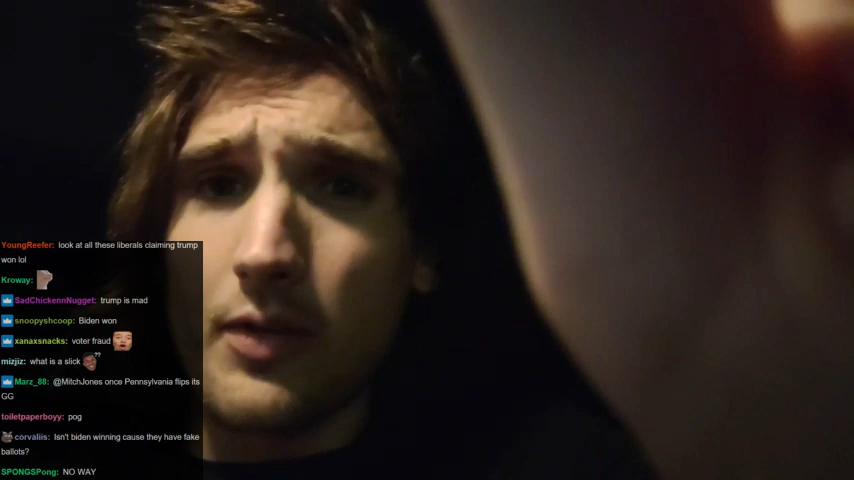 YoungReefer: look at all these liberals claiming trump
won lol
Kroway:
SadChickennNugget: trump is mad
snoopyshcoop: Biden won
xanaxsnacks: voter fraud
mizjiz: what is a slick ??
Marz_88: @MitchJones once Pennsylvania flips its
GG
toiletpaperboyy: pog
corvaliis: Isn't biden winning cause they have fake
ballots?
SPONGSPong: NO WAY